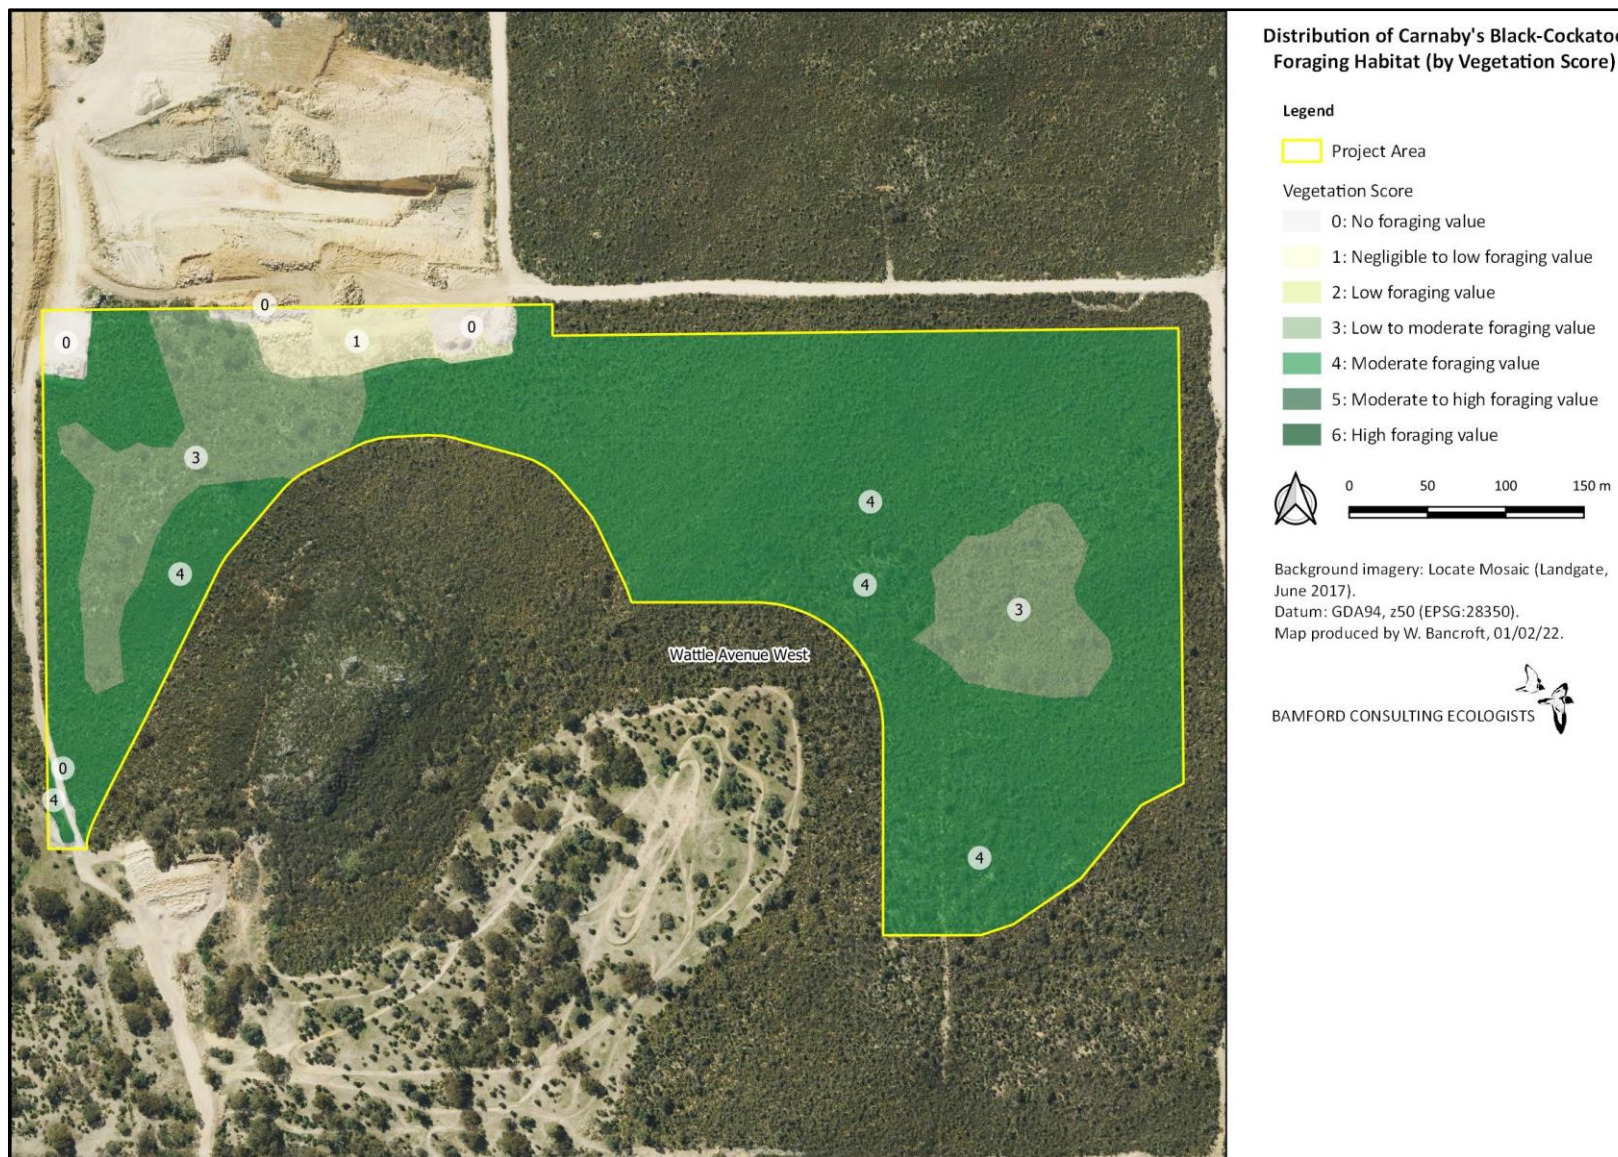 Distribution of Carnaby's Black-Cockatoo
Foraging Habitat (by Vegetation Score)
Legend
Project Area
Vegetation Score
0: No foraging value
1: Negligible to low foraging value
2: Low foraging value
3: Low to moderate foraging value
4: Moderate foraging value
5: Moderate to high foraging value
6: High foraging value
0 50 100 150 m
Background imagery: Locate Mosaic (Landgate,
June 2017).
Datum: GDA94, z50 (EPSG:28350).
Map produced by W. Bancroft, 01/02/22.
BAMFORD CONSULTING ECOLOGISTS
0
0
1
0
3
4
4
4
3
Wattle Avenue West
0
4
4